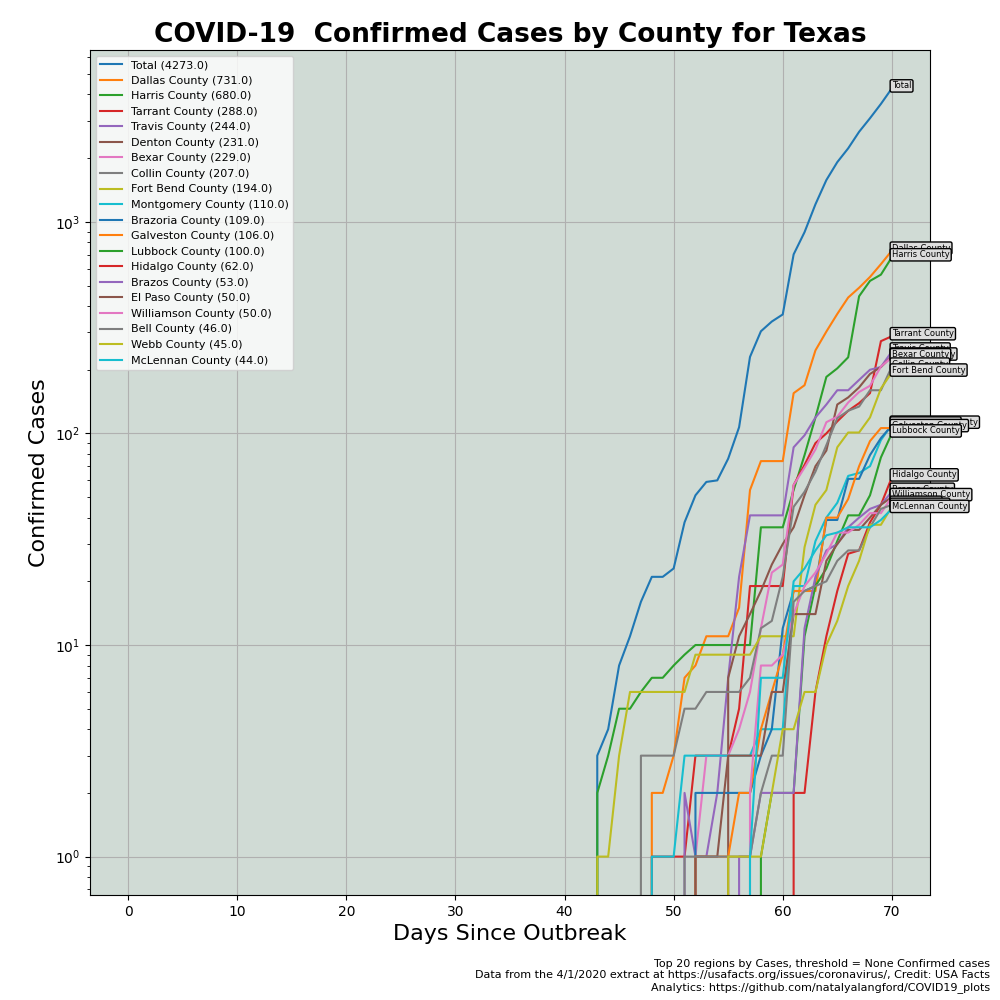 COVID-19  Confirmed Cases by County for Texas
Total (4273.0)
Dallas County (731.0)
Harris County (680.0)
Tarrant County (288.0)
Travis County (244.0)
Denton County (231.0)
Bexar County (229.0)
Collin County (207.0)
Fort Bend County (194.0)
Montgomery County (110.0)
Brazoria County (109.0)
Galveston County (106.0)
Lubbock County (100.0)
Hidalgo County (62.0)
Brazos County (53.0)
El Paso County (50.0)
Williamson County (50.0)
Bell County (46.0)
Webb County (45.0)
McLennan County (44.0)
Total
Dallas County
Harris County
Tarrant County
Travis County
Bexar County
Collin County
Fort Bend County
Galveston County
Lubbock County
Hidalgo County
Brazos County
Williamson County
McLennan County
Confirmed Cases
10³
10²
10¹
10⁰
0 10 20 30 40 50 60 70
Days Since Outbreak
Top 20 regions by Cases, threshold = None Confirmed cases
Data from the 4/1/2020 extract at https://usafacts.org/issues/coronavirus/, Credit: USA Facts
Analytics: https://github.com/natalyalangford/COVID19_plots